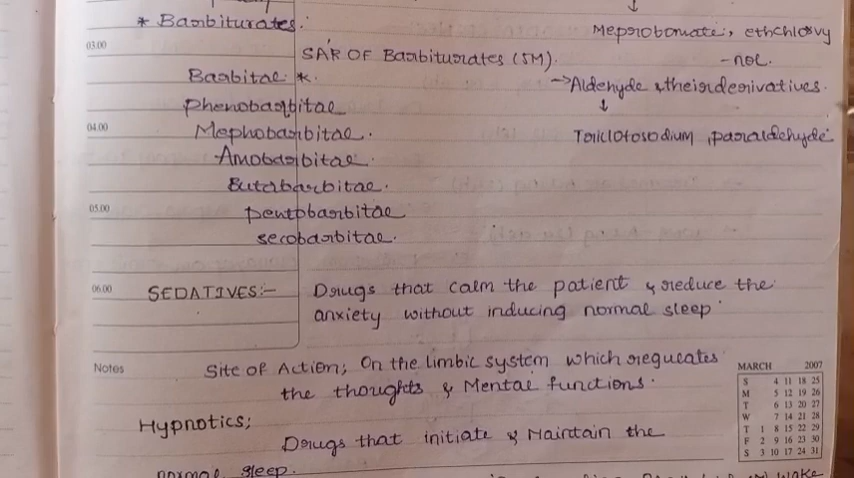 * Barbiturates.
Meprobomate, ethchlorvy
-nol.
03.00
SAR OF Barbiturates (5M).
Barbital *.
→ Aldehyde & their derivatives.
phenobarbital
04.00
Mephobarbital.
Triclofosodium, paraldehyde
Amobarbital.
Butabarbital.
05.00
pentobarbital
secobarbital.
06.00
SEDATIVES:-
Drugs that calm the patient & reduce the
anxiety without inducing normal sleep
Notes
Site of Action; On the limbic system which regulates
the thoughts & Mental functions.
Hypnotics;
Drugs that initiate & Maintain the
normal sleep.
wake
MARCH 2007
S 4 11 18 25
M 5 12 19 26
T 6 13 20 27
W 7 14 21 28
T 1 8 15 22 29
F 2 9 16 23 30
S 3 10 17 24 31